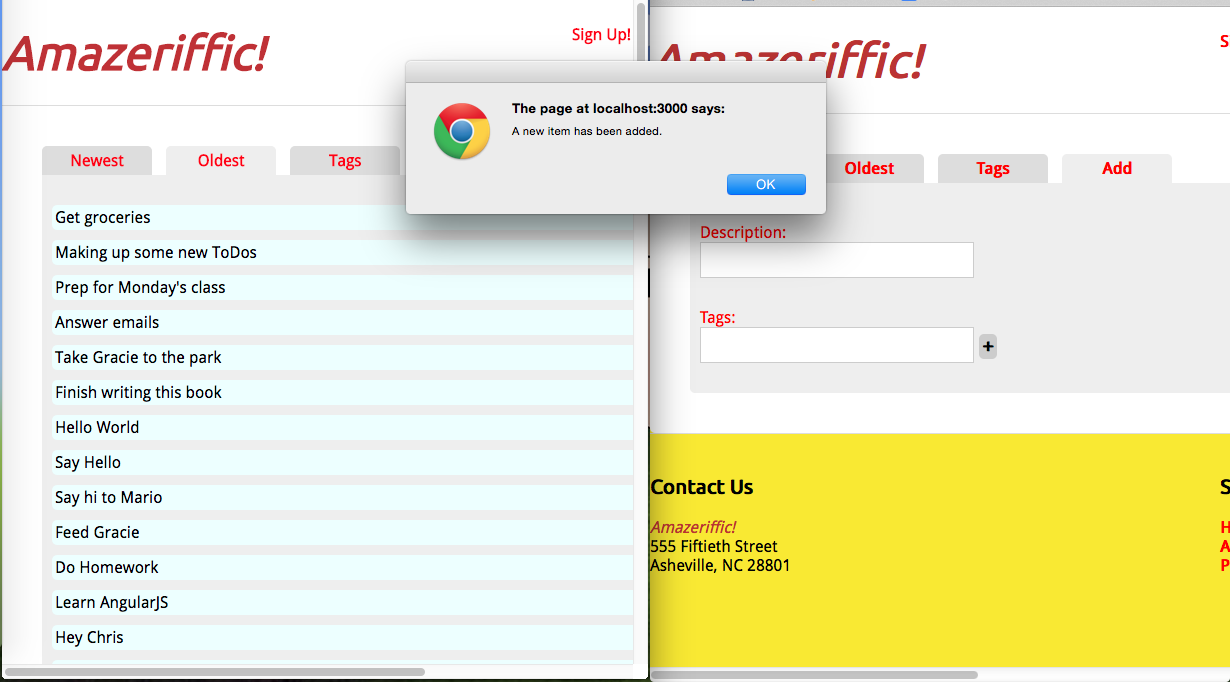 Amazeriffic!
Sign Up!
Newest
Oldest
Tags
Get groceries
Making up some new ToDos
Prep for Monday's class
Answer emails
Take Gracie to the park
Finish writing this book
Hello World
Say Hello
Say hi to Mario
Feed Gracie
Do Homework
Learn AngularJS
Hey Chris
The page at localhost:3000 says:
A new item has been added.
OK
Amazeriffic!
S
Oldest
Tags
Add
Description:
Tags:
+
Contact Us
Amazeriffic!
555 Fiftieth Street
Asheville, NC 28801
S
H
A
P